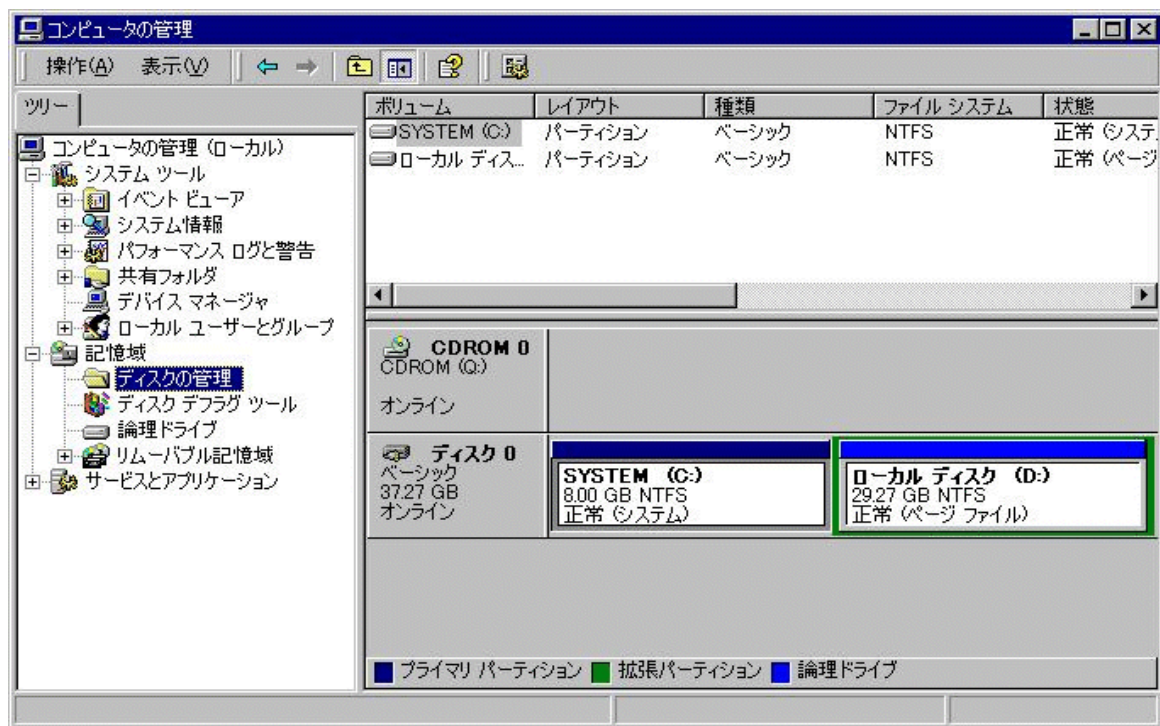 コンピュータの管理
操作(A) 表示(V)
ツリー
コンピュータの管理 (ローカル)
システム ツール
イベント ビューア
システム情報
パフォーマンス ログと警告
共有フォルダ
デバイス マネージャ
ローカル ユーザーとグループ
記憶域
ディスクの管理
ディスク デフラグ ツール
論理ドライブ
リムーバブル記憶域
サービスとアプリケーション
ボリューム レイアウト 種類 ファイル システム 状態
SYSTEM (C:) パーティション ベーシック NTFS 正常 (システ
ローカル ディス... パーティション ベーシック NTFS 正常 (ページ
CDROM 0
CDROM (Q:)
オンライン
ディスク 0
ベーシック
37.27 GB
オンライン
SYSTEM (C:)
8.00 GB NTFS
正常 (システム)
ローカル ディスク (D:)
29.27 GB NTFS
正常 (ページ ファイル)
プライマリ パーティション 拡張パーティション 論理ドライブ